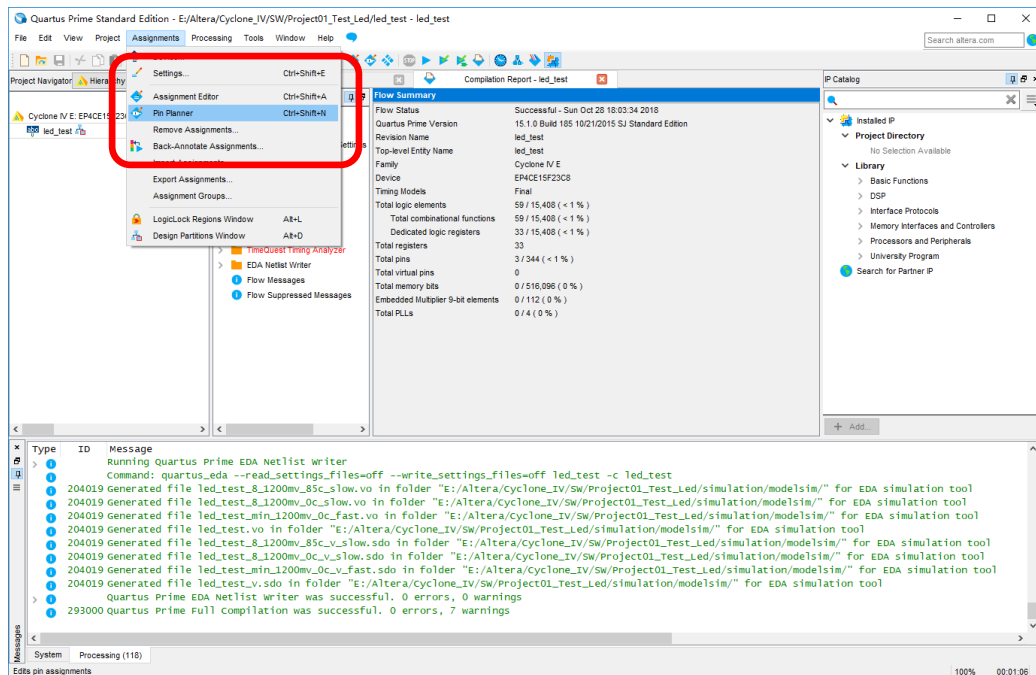 Quartus Prime Standard Edition - E:/Altera/Cyclone_IV/SW/Project01_Test_Led/led_test - led_test
File Edit View Project Assignments Processing Tools Window Help
Search altera.com
Project Navigator Hierarchy
Compilation Report - led_test
IP Catalog
Settings... Ctrl+Shift+E
Assignment Editor Ctrl+Shift+A
Pin Planner Ctrl+Shift+N
Remove Assignments...
Back-Annotate Assignments...
Export Assignments...
Assignment Groups...
LogicLock Regions Window Alt+L
Design Partitions Window Alt+D
Cyclone IV E: EP4CE15F23C
led_test
Settings
TimeQuest Timing Analyzer
EDA Netlist Writer
Flow Messages
Flow Suppressed Messages
Flow Summary
Flow Status Successful - Sun Oct 28 18:03:34 2018
Quartus Prime Version 15.1.0 Build 185 10/21/2015 SJ Standard Edition
Revision Name led_test
Top-level Entity Name led_test
Family Cyclone IV E
Device EP4CE15F23C8
Timing Models Final
Total logic elements 59 / 15,408 ( < 1 % )
Total combinational functions 59 / 15,408 ( < 1 % )
Dedicated logic registers 33 / 15,408 ( < 1 % )
Total registers 33
Total pins 3 / 344 ( < 1 % )
Total virtual pins 0
Total memory bits 0 / 516,096 ( 0 % )
Embedded Multiplier 9-bit elements 0 / 112 ( 0 % )
Total PLLs 0 / 4 ( 0 % )
Installed IP
Project Directory
No Selection Available
Library
Basic Functions
DSP
Interface Protocols
Memory Interfaces and Controllers
Processors and Peripherals
University Program
Search for Partner IP
+ Add...
Type ID Message
Running Quartus Prime EDA Netlist Writer
Command: quartus_eda --read_settings_files=off --write_settings_files=off led_test -c led_test
204019 Generated file led_test_8_1200mv_85c_slow.vo in folder "E:/Altera/Cyclone_IV/SW/Project01_Test_Led/simulation/modelsim/" for EDA simulation tool
204019 Generated file led_test_8_1200mv_0c_slow.vo in folder "E:/Altera/Cyclone_IV/SW/Project01_Test_Led/simulation/modelsim/" for EDA simulation tool
204019 Generated file led_test_min_1200mv_0c_fast.vo in folder "E:/Altera/Cyclone_IV/SW/Project01_Test_Led/simulation/modelsim/" for EDA simulation tool
204019 Generated file led_test.vo in folder "E:/Altera/Cyclone_IV/SW/Project01_Test_Led/simulation/modelsim/" for EDA simulation tool
204019 Generated file led_test_8_1200mv_85c_v_slow.sdo in folder "E:/Altera/Cyclone_IV/SW/Project01_Test_Led/simulation/modelsim/" for EDA simulation tool
204019 Generated file led_test_8_1200mv_0c_v_slow.sdo in folder "E:/Altera/Cyclone_IV/SW/Project01_Test_Led/simulation/modelsim/" for EDA simulation tool
204019 Generated file led_test_min_1200mv_0c_v_fast.sdo in folder "E:/Altera/Cyclone_IV/SW/Project01_Test_Led/simulation/modelsim/" for EDA simulation tool
204019 Generated file led_test_v.sdo in folder "E:/Altera/Cyclone_IV/SW/Project01_Test_Led/simulation/modelsim/" for EDA simulation tool
Quartus Prime EDA Netlist Writer was successful. 0 errors, 0 warnings
293000 Quartus Prime Full Compilation was successful. 0 errors, 7 warnings
Messages
System Processing (118)
Edits pin assignments
100% 00:01:06